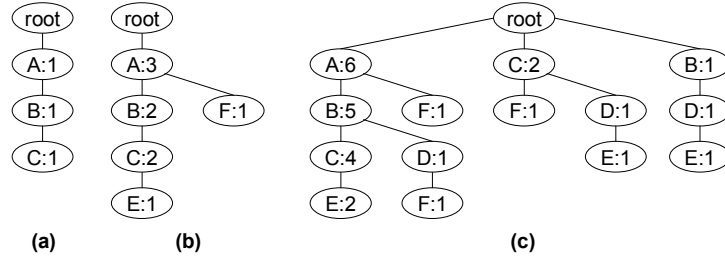 root root root
A:1 A:3 A:6 C:2 B:1
B:1 B:2 F:1 B:5 F:1 F:1 D:1 D:1
C:1 C:2 C:4 D:1 E:1 E:1
E:1 E:2 F:1
(a) (b) (c)